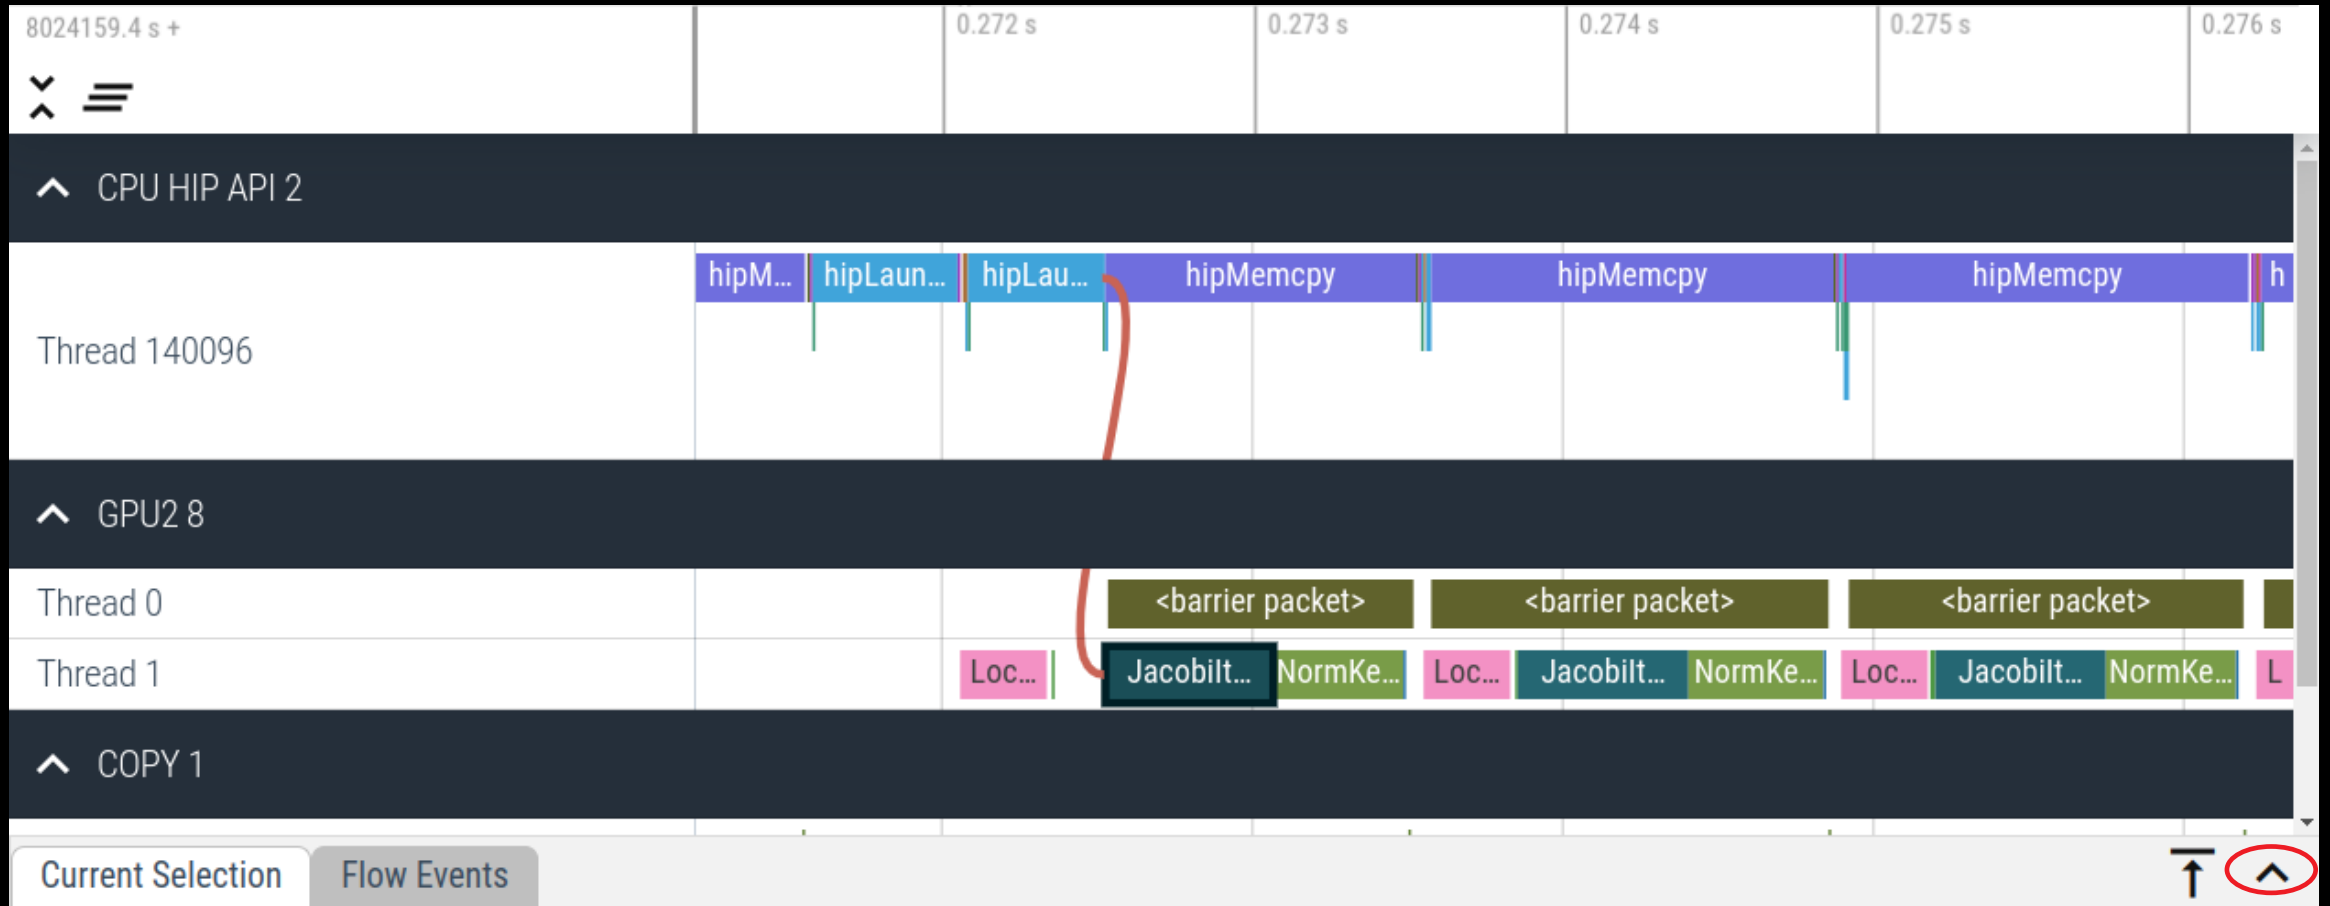 8024159.4 s +
0.272 s 0.273 s 0.274 s 0.275 s 0.276 s
CPU HIP API 2
Thread 140096
hipM... hipLaun... hipLau... hipMemcpy hipMemcpy hipMemcpy h
GPU2 8
Thread 0
<barrier packet> <barrier packet> <barrier packet>
Thread 1
Loc... JacobiIt... NormKe... Loc... JacobiIt... NormKe... Loc... JacobiIt... NormKe... L
COPY 1
Current Selection Flow Events